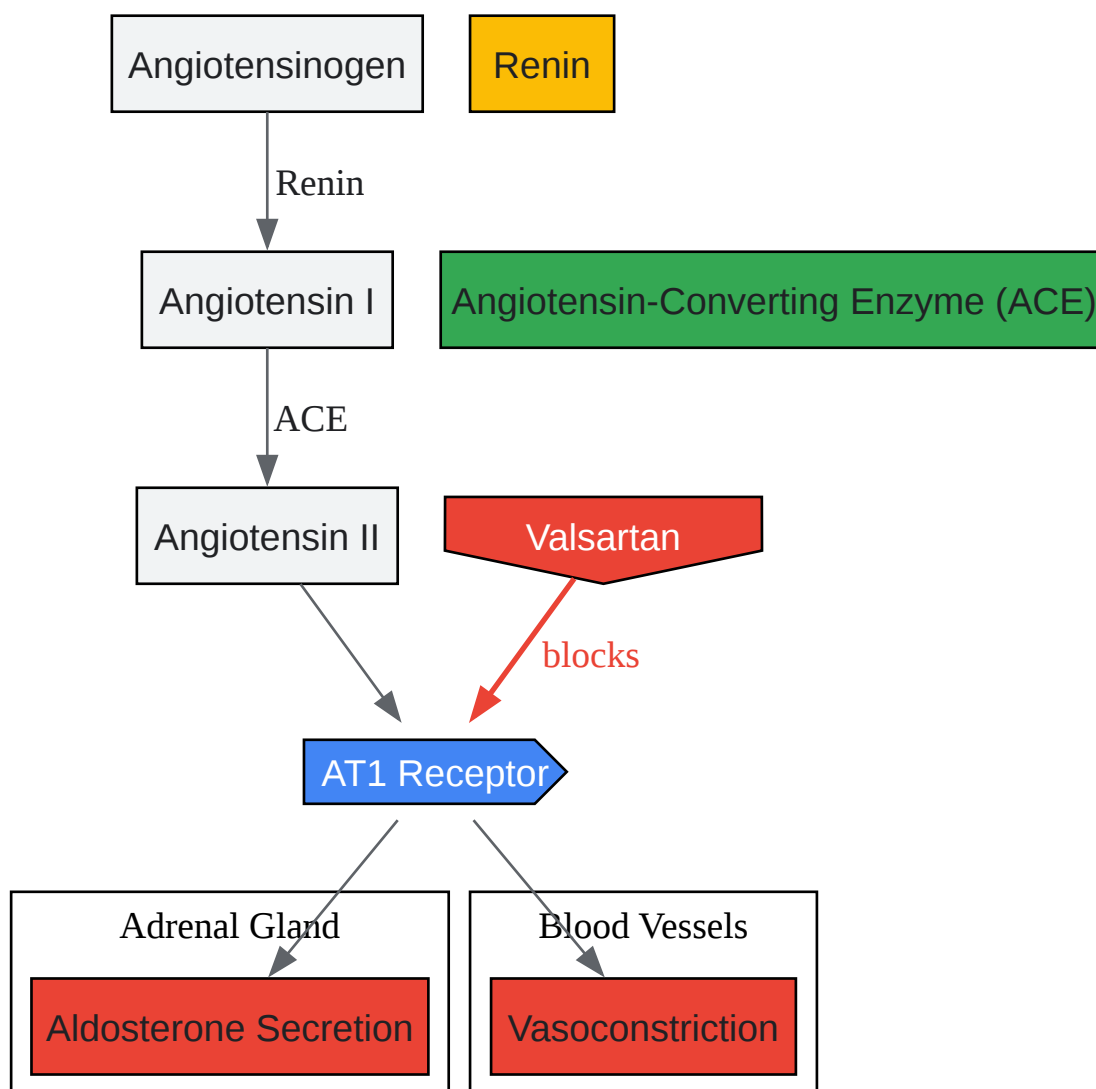 Angiotensinogen
Renin
Renin
Angiotensin I
Angiotensin-Converting Enzyme (ACE)
ACE
Angiotensin II
Valsartan
blocks
AT1 Receptor
Adrenal Gland
Blood Vessels
Aldosterone Secretion
Vasoconstriction